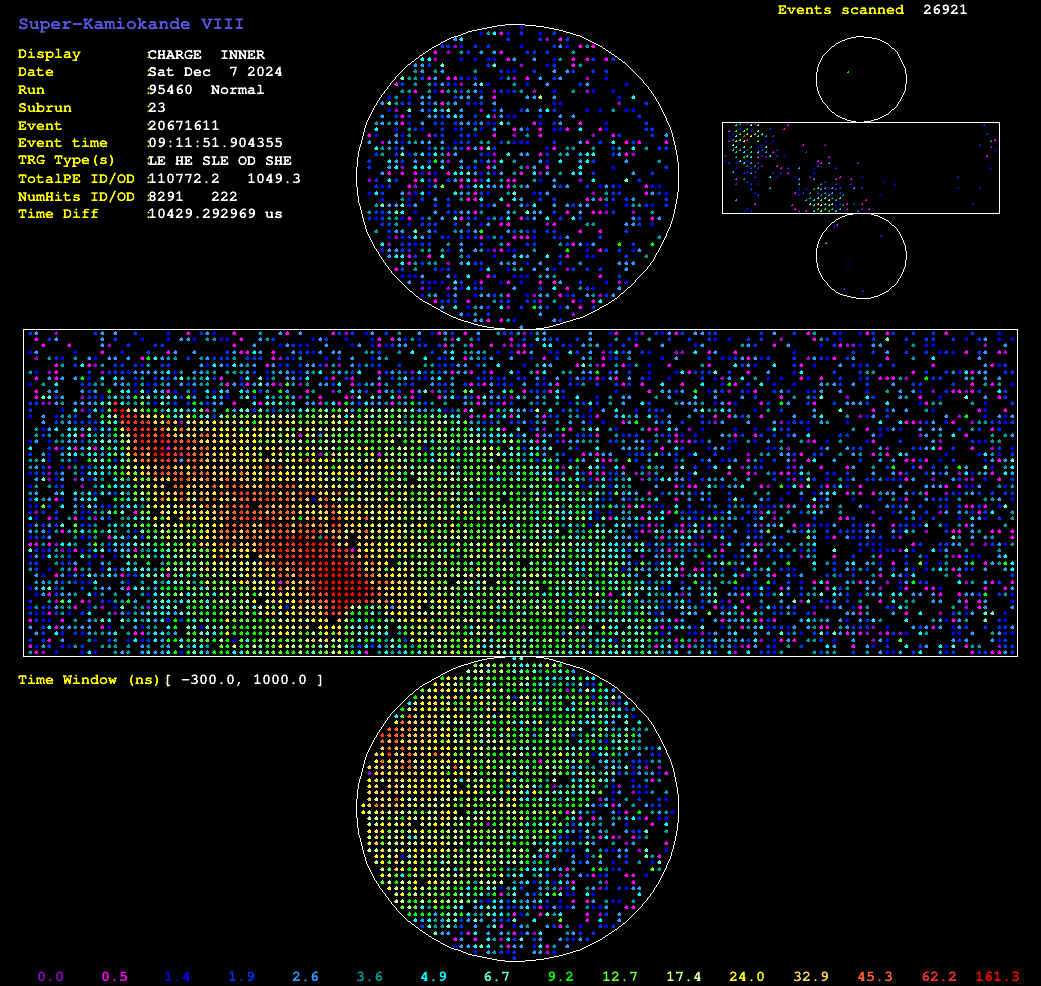 Super-Kamiokande VIII
Events scanned 26921
Display :CHARGE INNER
Date :Sat Dec 7 2024
Run :95460 Normal
Subrun :23
Event :20671611
Event time :09:11:51.904355
TRG Type(s) :LE HE SLE OD SHE
TotalPE ID/OD :110772.2 1049.3
NumHits ID/OD :8291 222
Time Diff :10429.292969 us
Time Window (ns)[ -300.0, 1000.0 ]
0.0 0.5 1.4 1.9 2.6 3.6 4.9 6.7 9.2 12.7 17.4 24.0 32.9 45.3 62.2 161.3